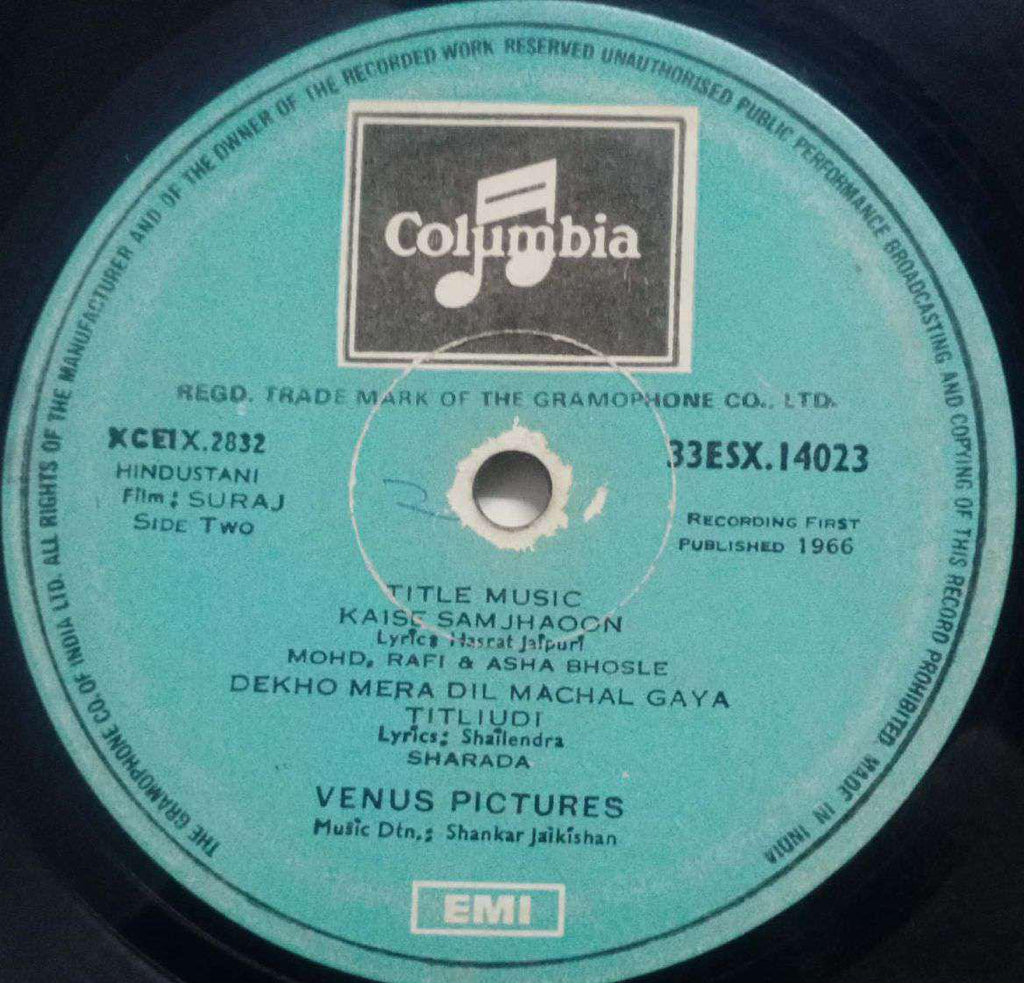 THE GRAMOPHONE CO. OF INDIA LTD. ALL RIGHTS OF THE MANUFACTURER AND OF THE OWNER OF THE RECORDED WORK RESERVED UNAUTHORISED PUBLIC PERFORMANCE BROADCASTING AND COPYING OF THIS RECORD PROHIBITED. MADE IN INDIA
Columbia
REGD. TRADE MARK OF THE GRAMOPHONE CO., LTD.
XCEIX.2832
HINDUSTANI
Film: SURAJ
SIDE TWO
33ESX.14023
RECORDING FIRST
PUBLISHED 1966
TITLE MUSIC
KAISE SAMJHAOON
Lyrics: Hasrat Jaipuri
MOHD. RAFI & ASHA BHOSLE
DEKHO MERA DIL MACHAL GAYA
TITLIUDI
Lyrics: Shailendra
SHARADA
VENUS PICTURES
Music Dtn.: Shankar Jaikishan
EMI